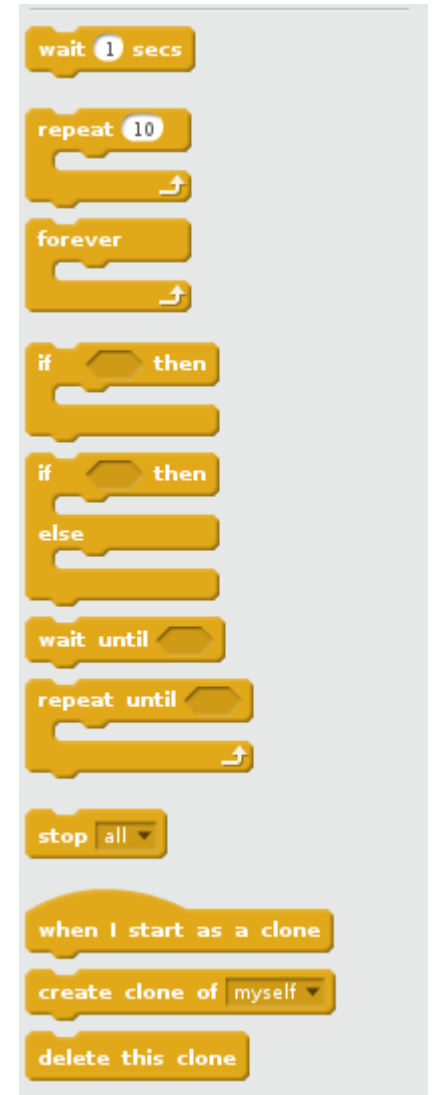 wait 1 secs
repeat 10
forever
if then
if then
else
wait until
repeat until
stop all
when I start as a clone
create clone of myself
delete this clone